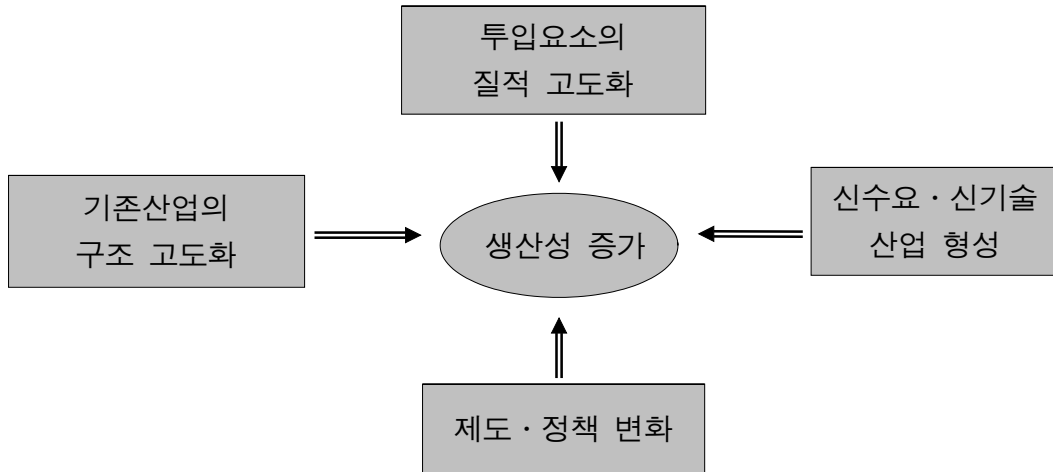 투입요소의
질적 고도화
기존산업의
구조 고도화
생산성 증가
신수요·신기술
산업 형성
제도·정책 변화